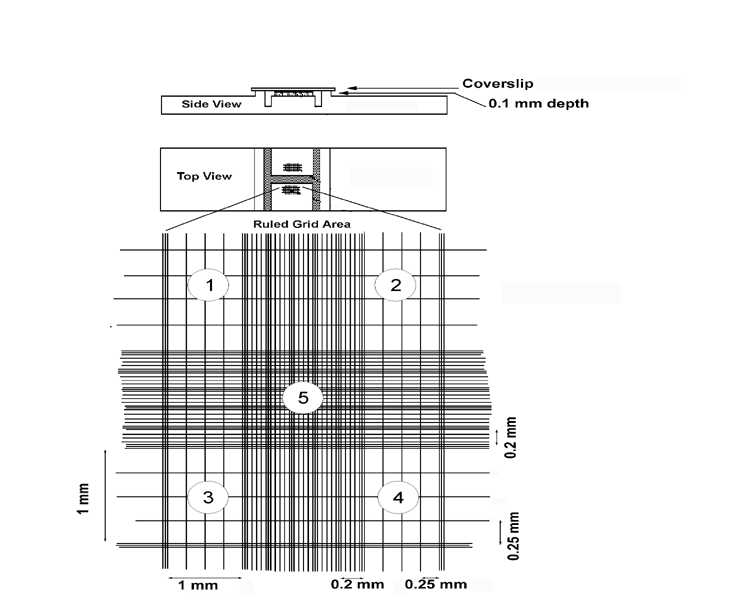 Coverslip
Side View
0.1 mm depth
Top View
Ruled Grid Area
1
2
5
0.2 mm
3
4
1 mm
0.25 mm
1 mm
0.2 mm
0.25 mm